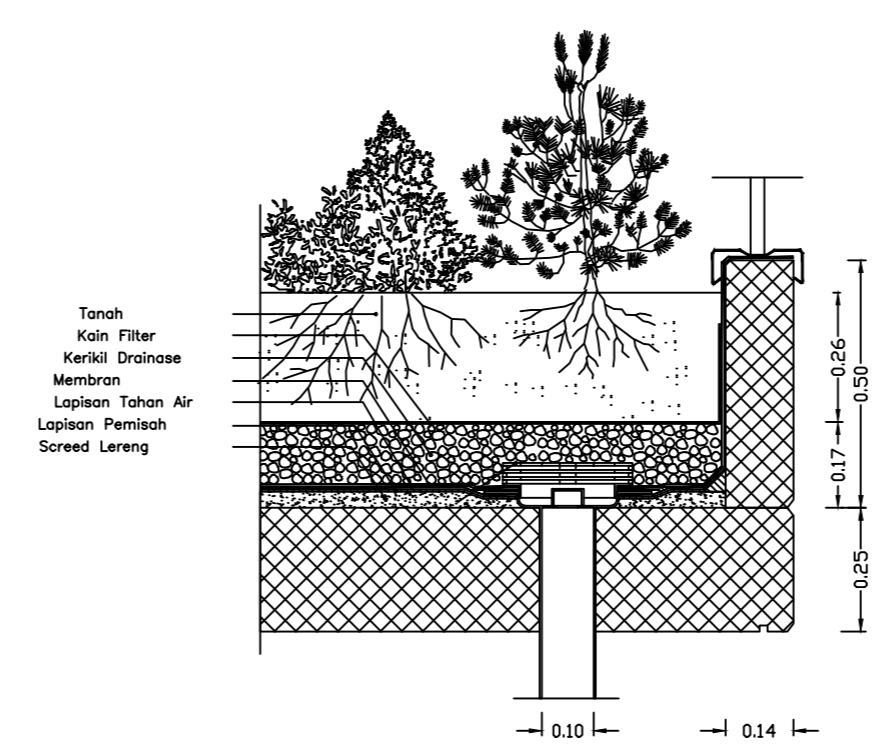 Tanah
Kain Filter
Kerikil Drainase
Membran
Lapisan Tahan Air
Lapisan Pemisah
Screed Lereng
0.26
0.50
0.17
0.25
0.10
0.14